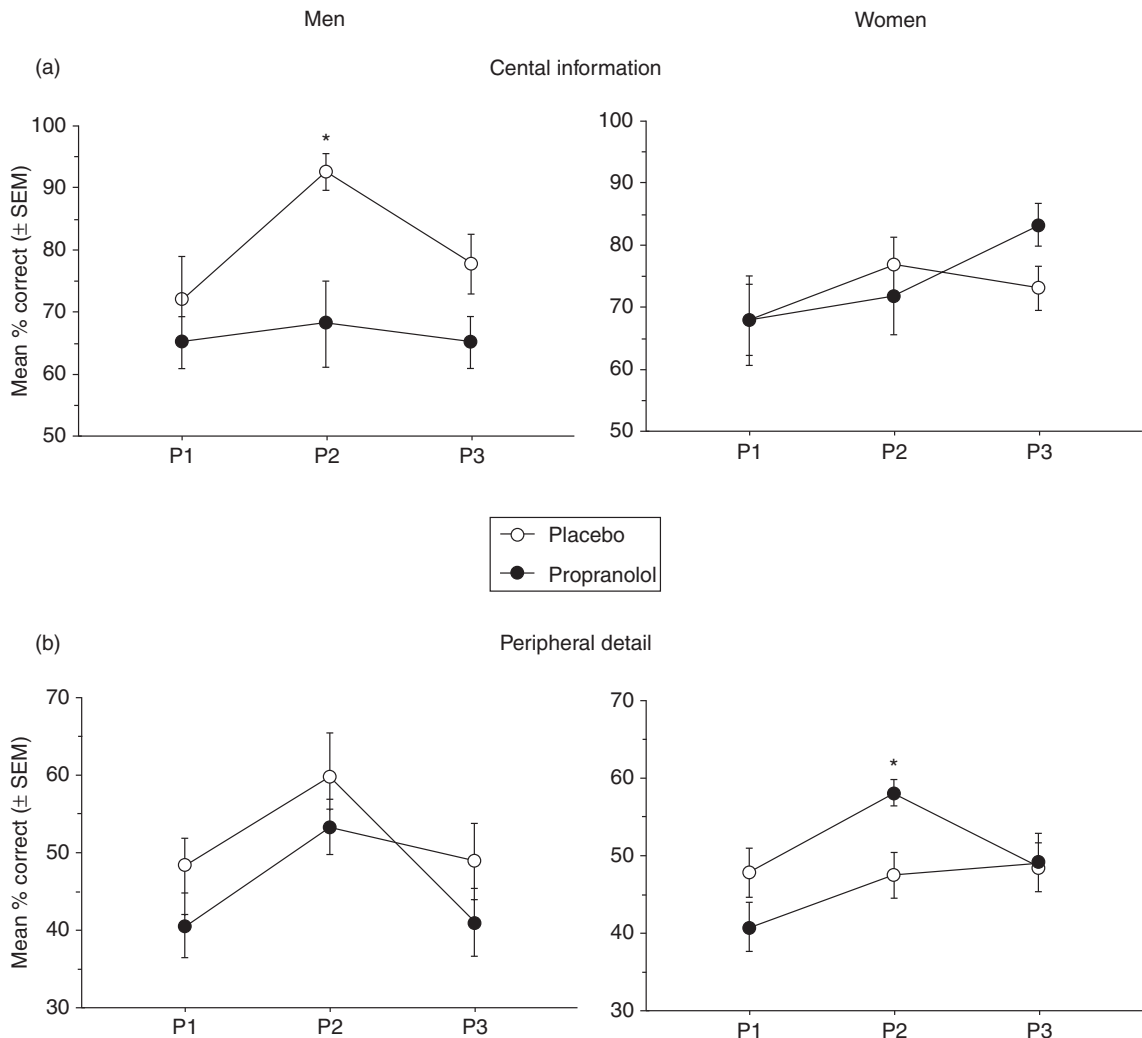 Men Women
(a) Cental information
Mean % correct (± SEM)
100
90
80
70
60
50
P1 P2 P3
*
100
90
80
70
60
50
P1 P2 P3
Placebo
Propranolol
(b) Peripheral detail
Mean % correct (± SEM)
70
60
50
40
30
P1 P2 P3
70
60
50
40
30
P1 P2 P3
*